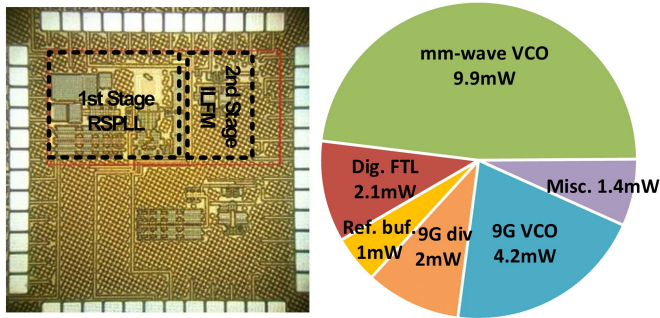 1st Stage
RSPLL
2nd Stage
ILFM
mm-wave VCO
9.9mW
Misc. 1.4mW
9G VCO
4.2mW
9G div
2mW
Ref. buf.
1mW
Dig. FTL
2.1mW